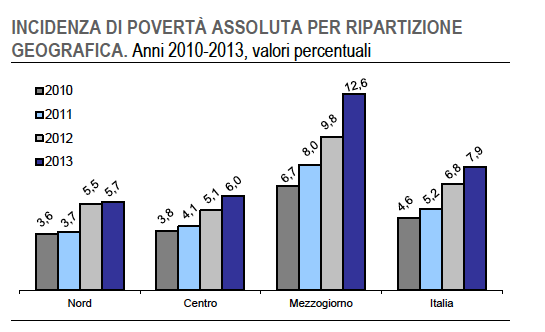 INCIDENZA DI POVERTÀ ASSOLUTA PER RIPARTIZIONE
GEOGRAFICA. Anni 2010-2013, valori percentuali
2010
2011
2012
2013
3,6 3,7 5,5 5,7
3,8 4,1 5,1 6,0
6,7 8,0 9,8 12,6
4,6 5,2 6,8 7,9
Nord Centro Mezzogiorno Italia